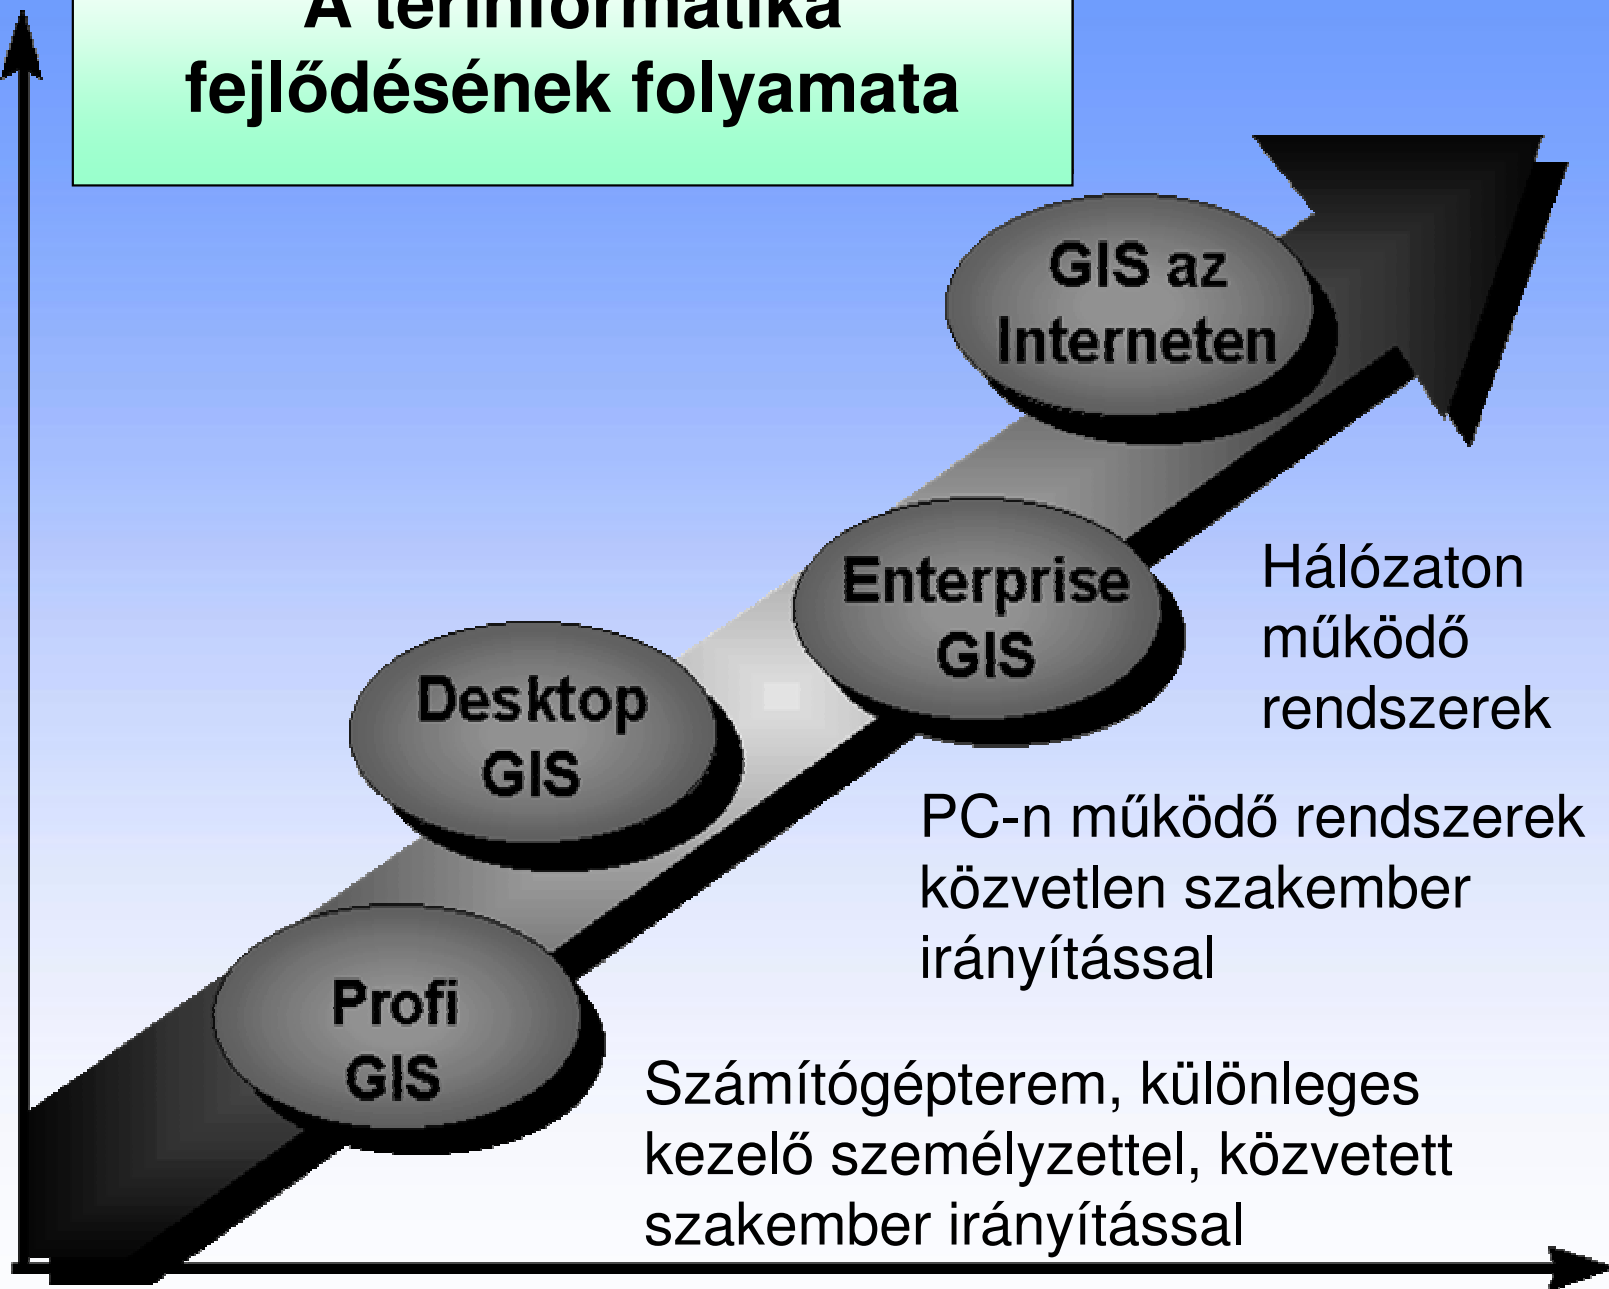 A térinformatika
fejlődésének folyamata
GIS az
Interneten
Enterprise
GIS
Hálózaton
működő
rendszerek
Desktop
GIS
PC-n működő rendszerek
közvetlen szakember
irányítással
Profi
GIS
Számítógépterem, különleges
kezelő személyzettel, közvetett
szakember irányítással